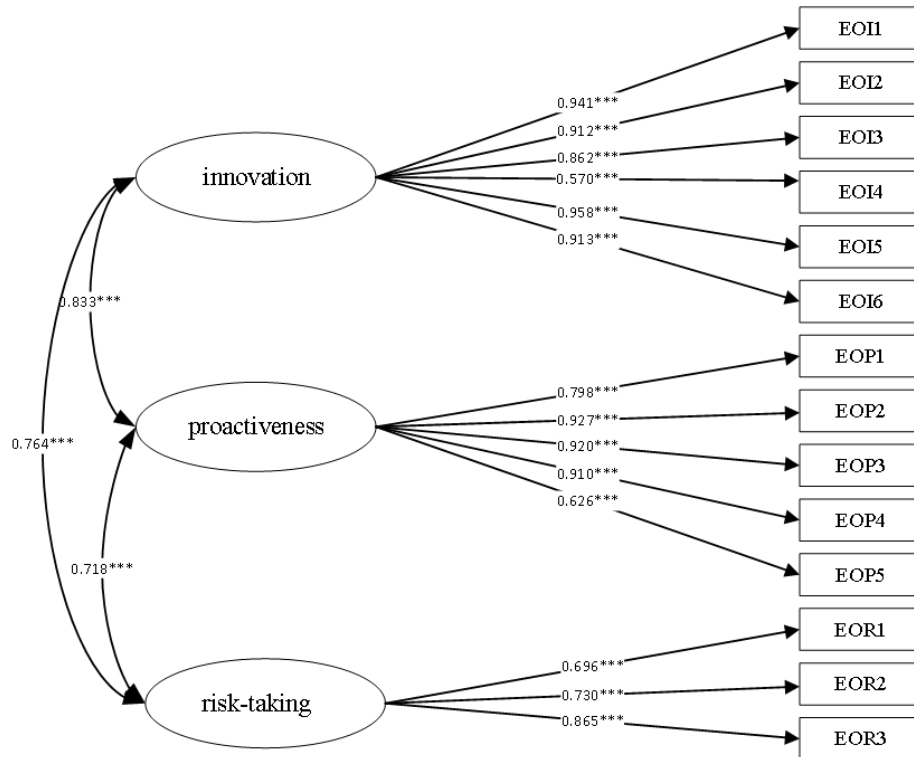 EOI1
EOI2
0.941***
0.912***
EOI3
0.862***
innovation
0.570***
EOI4
0.958***
0.913***
EOI5
0.833***
EOI6
EOP1
0.798***
EOP2
0.927***
proactiveness
0.764***
0.920***
EOP3
0.910***
0.626***
EOP4
0.718***
EOP5
EOR1
0.696***
EOR2
risk-taking
0.730***
0.865***
EOR3